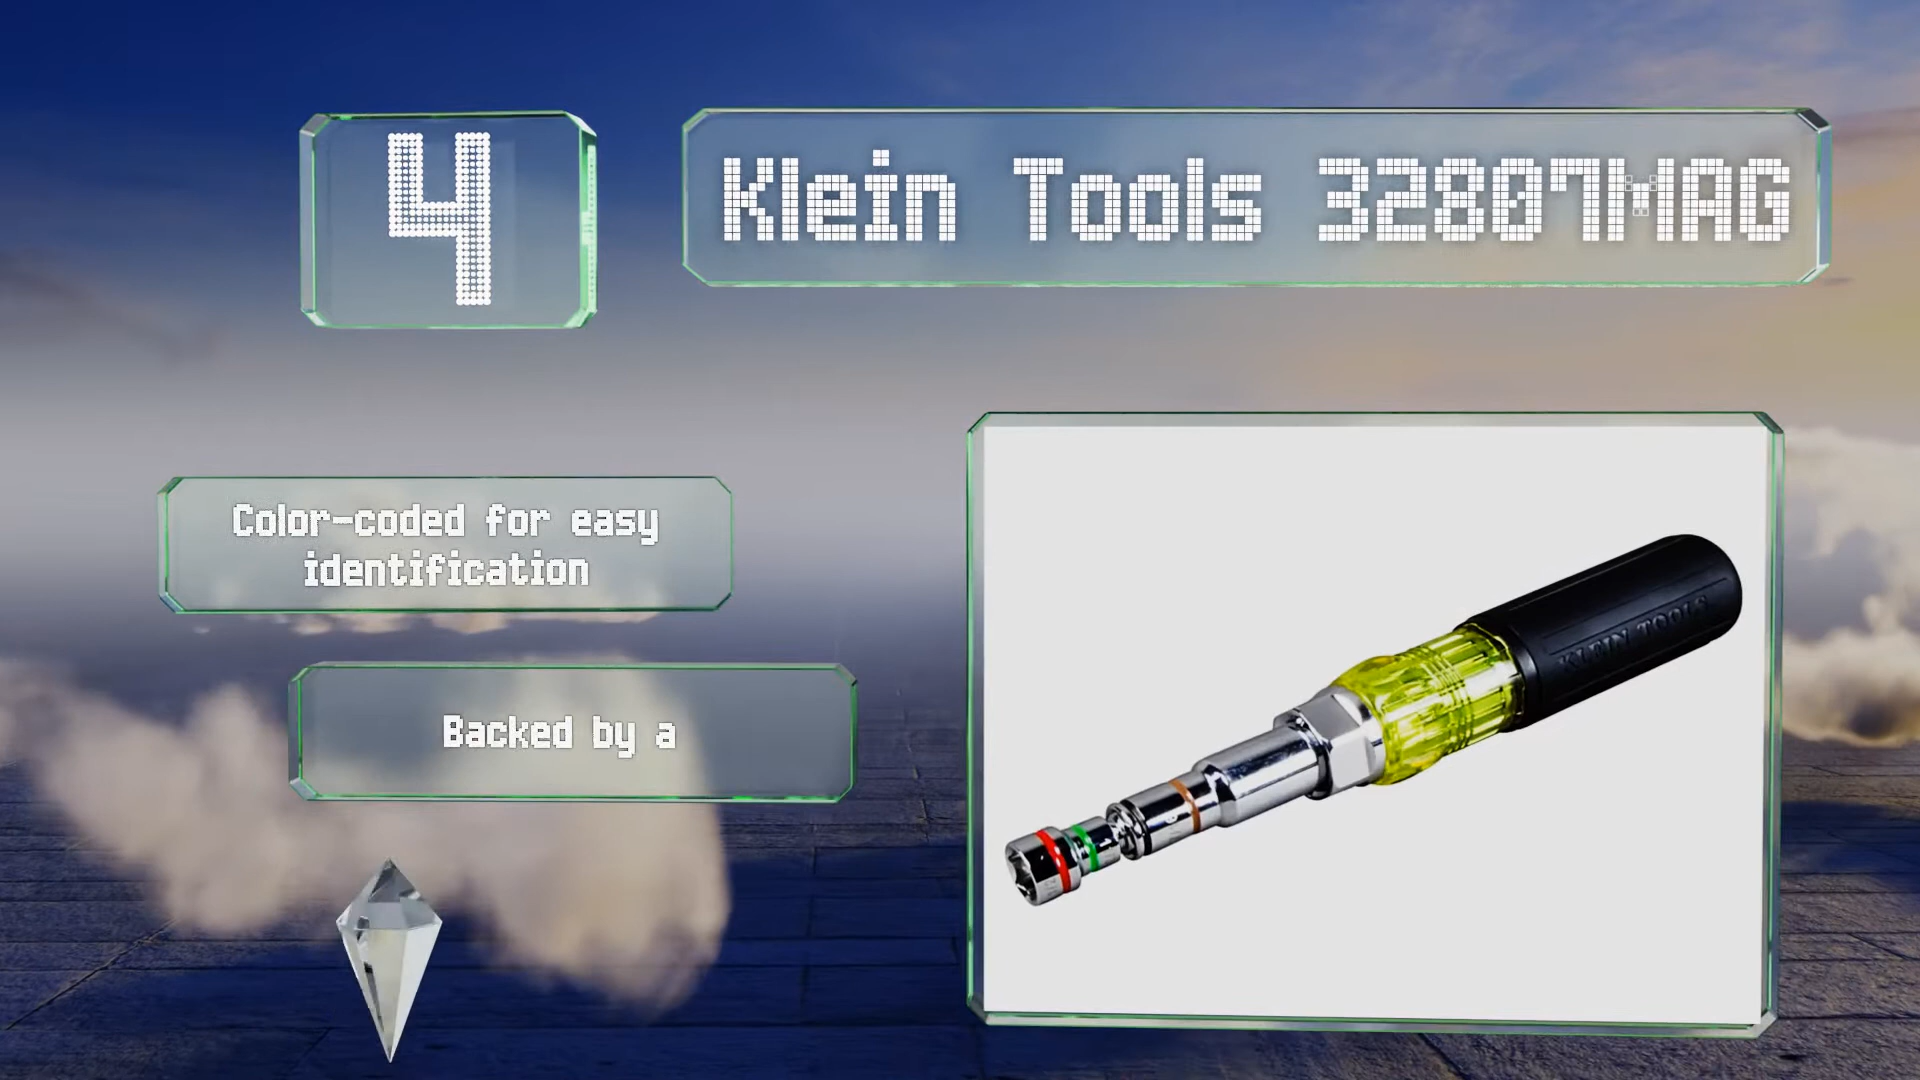 4
Klein Tools 32807MAG
Color-coded for easy
identification
Backed by a
KLEIN TOOLS